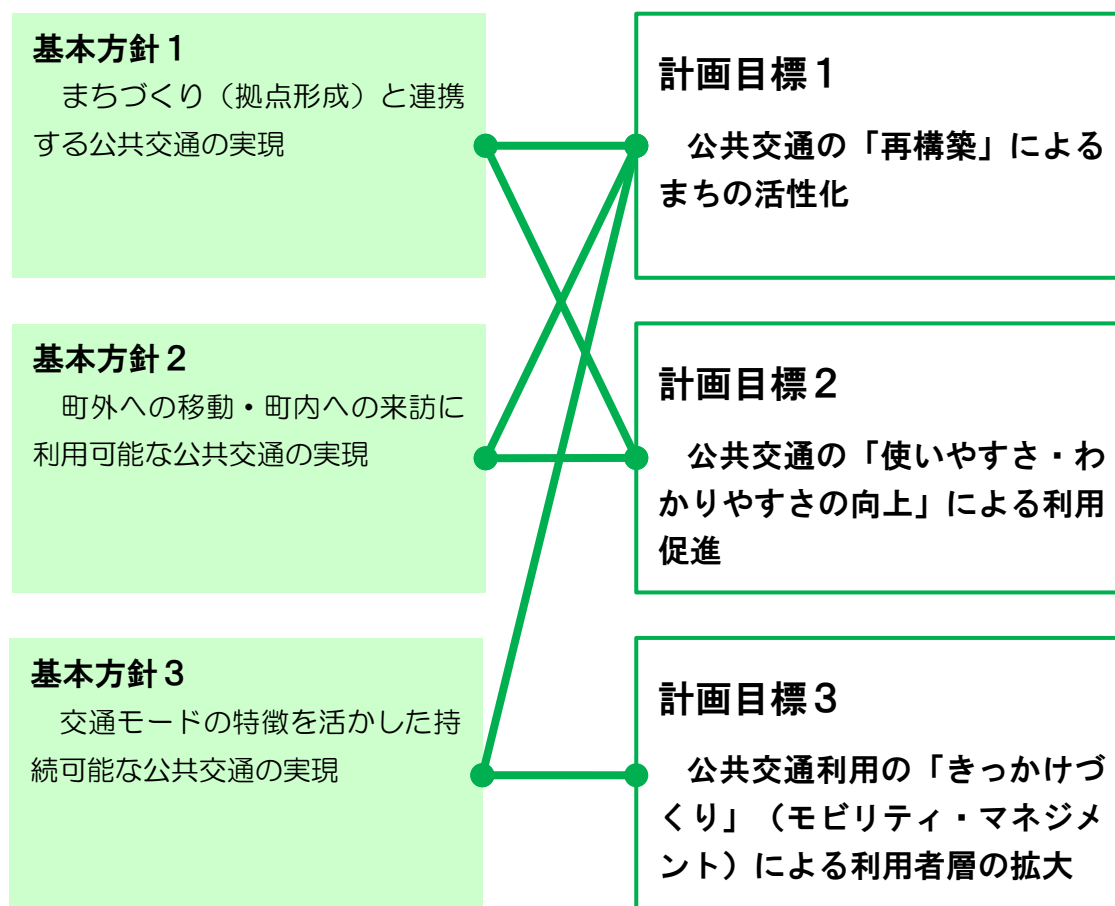 基本方針１
まちづくり（拠点形成）と連携
する公共交通の実現
計画目標１
公共交通の「再構築」による
まちの活性化
基本方針２
町外への移動・町内への来訪に
利用可能な公共交通の実現
計画目標２
公共交通の「使いやすさ・わ
かりやすさの向上」による利用
促進
基本方針３
交通モードの特徴を活かした持
続可能な公共交通の実現
計画目標３
公共交通利用の「きっかけづ
くり」（モビリティ・マネジメ
ント）による利用者層の拡大